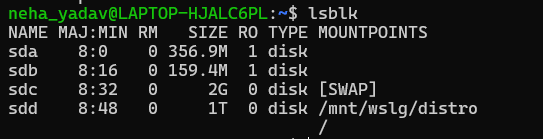 neha_yadav@LAPTOP-HJALC6PL:~$ lsblk
NAME MAJ:MIN RM   SIZE RO TYPE MOUNTPOINTS
sda    8:0    0 356.9M  1 disk
sdb    8:16   0 159.4M  1 disk
sdc    8:32   0     2G  0 disk [SWAP]
sdd    8:48   0     1T  0 disk /mnt/wslg/distro
                               /